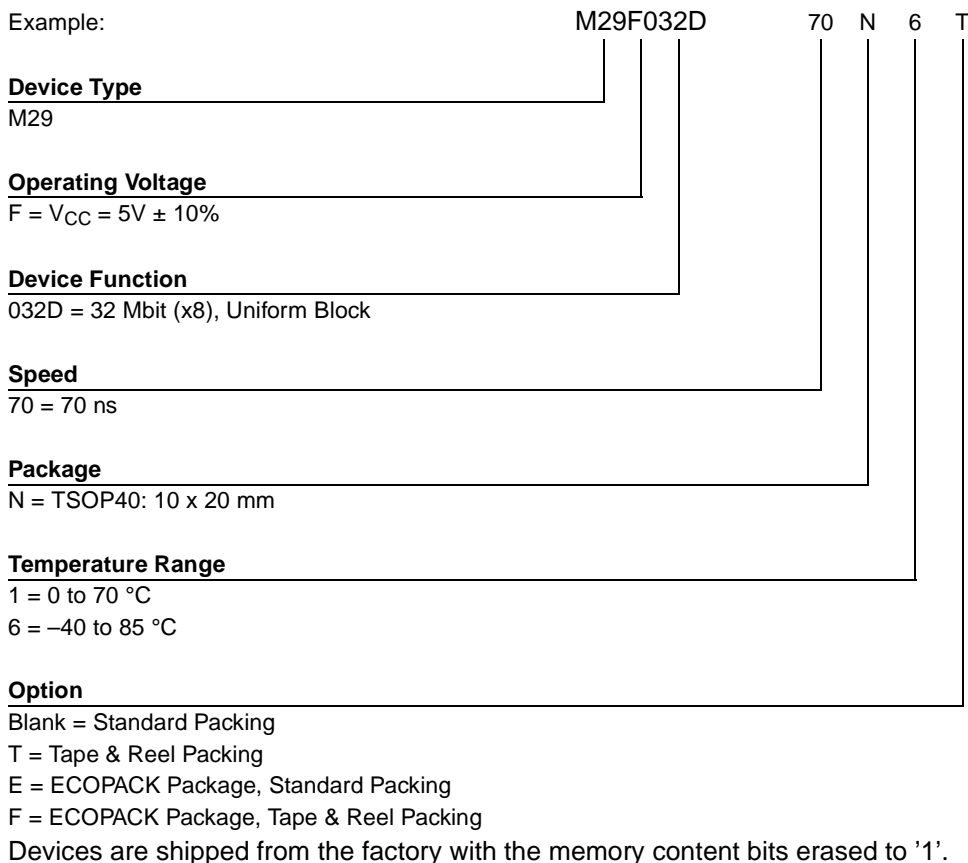 Example: M29F032D 70 N 6 T
Device Type
M29
Operating Voltage
F = VCC = 5V ± 10%
Device Function
032D = 32 Mbit (x8), Uniform Block
Speed
70 = 70 ns
Package
N = TSOP40: 10 x 20 mm
Temperature Range
1 = 0 to 70 °C
6 = –40 to 85 °C
Option
Blank = Standard Packing
T = Tape & Reel Packing
E = ECOPACK Package, Standard Packing
F = ECOPACK Package, Tape & Reel Packing
Devices are shipped from the factory with the memory content bits erased to ’1’.